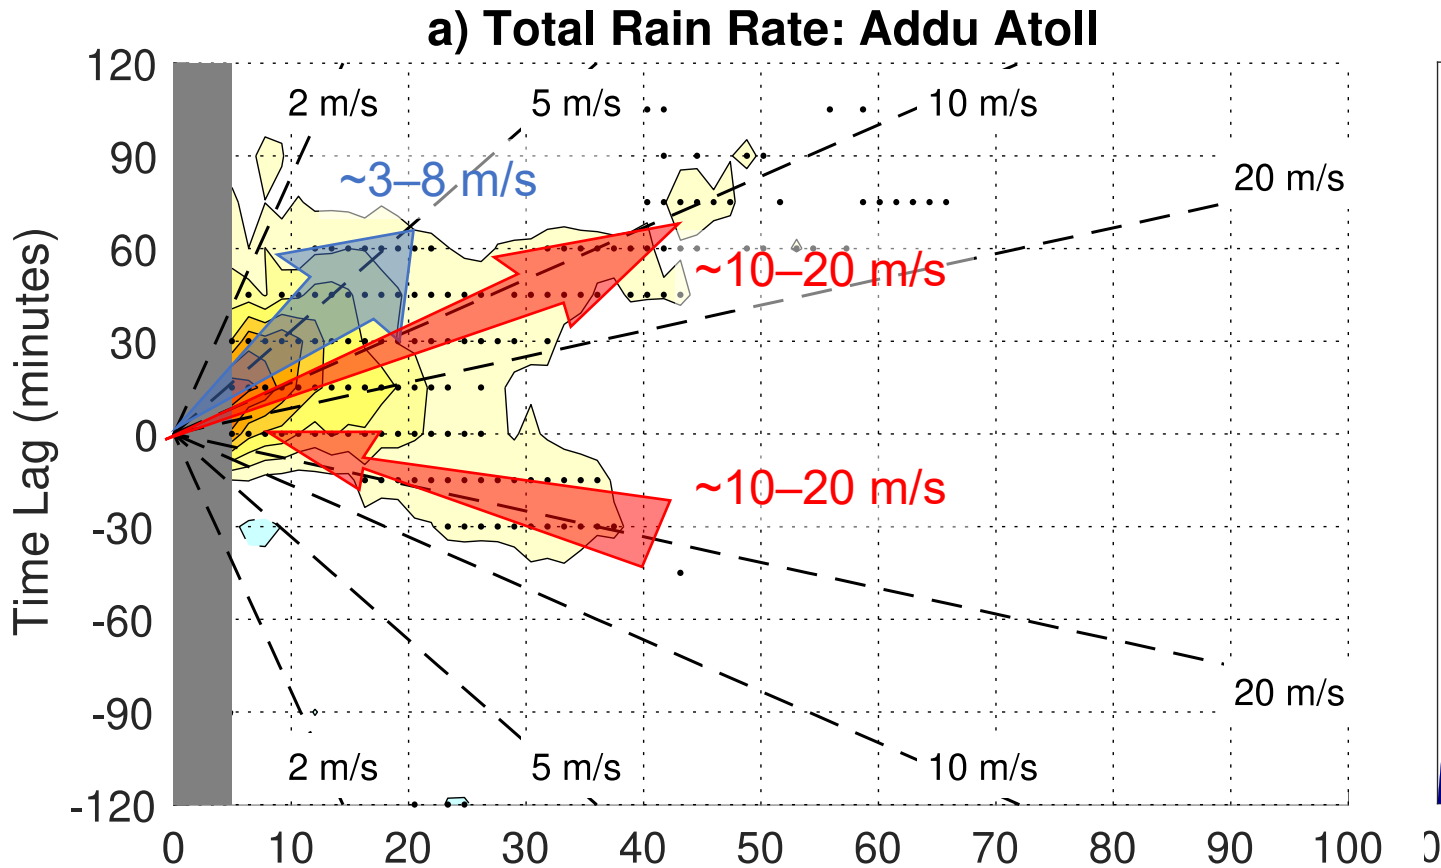 a) Total Rain Rate: Addu Atoll
120
90
60
30
0
-30
-60
-90
-120
Time Lag (minutes)
2 m/s
5 m/s
10 m/s
20 m/s
~3–8 m/s
~10–20 m/s
~10–20 m/s
20 m/s
2 m/s
5 m/s
10 m/s
0 10 20 30 40 50 60 70 80 90 100 0